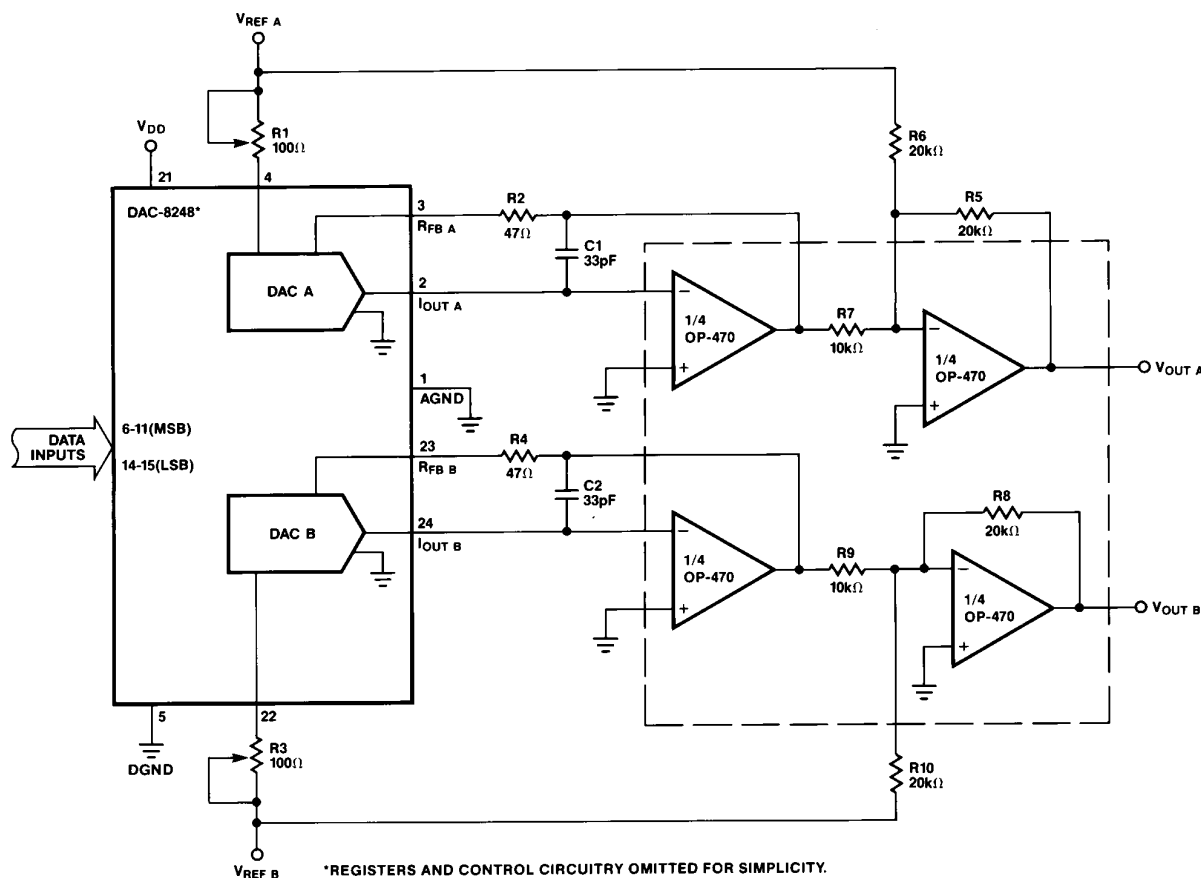 VREF A
VDD
R1
100Ω
21
4
DAC-8248*
DAC A
3
RFB A
R2
47Ω
C1
33pF
2
IOUT A
1/4
OP-470
−
+
R6
20kΩ
R5
20kΩ
R7
10kΩ
−
1/4
OP-470
+
VOUT A
1
AGND
DATA
INPUTS
6-11(MSB)
14-15(LSB)
23
RFB B
R4
47Ω
C2
33pF
DAC B
24
IOUT B
−
1/4
OP-470
+
R9
10kΩ
R8
20kΩ
−
1/4
OP-470
+
VOUT B
5
DGND
22
R3
100Ω
R10
20kΩ
VREF B
*REGISTERS AND CONTROL CIRCUITRY OMITTED FOR SIMPLICITY.